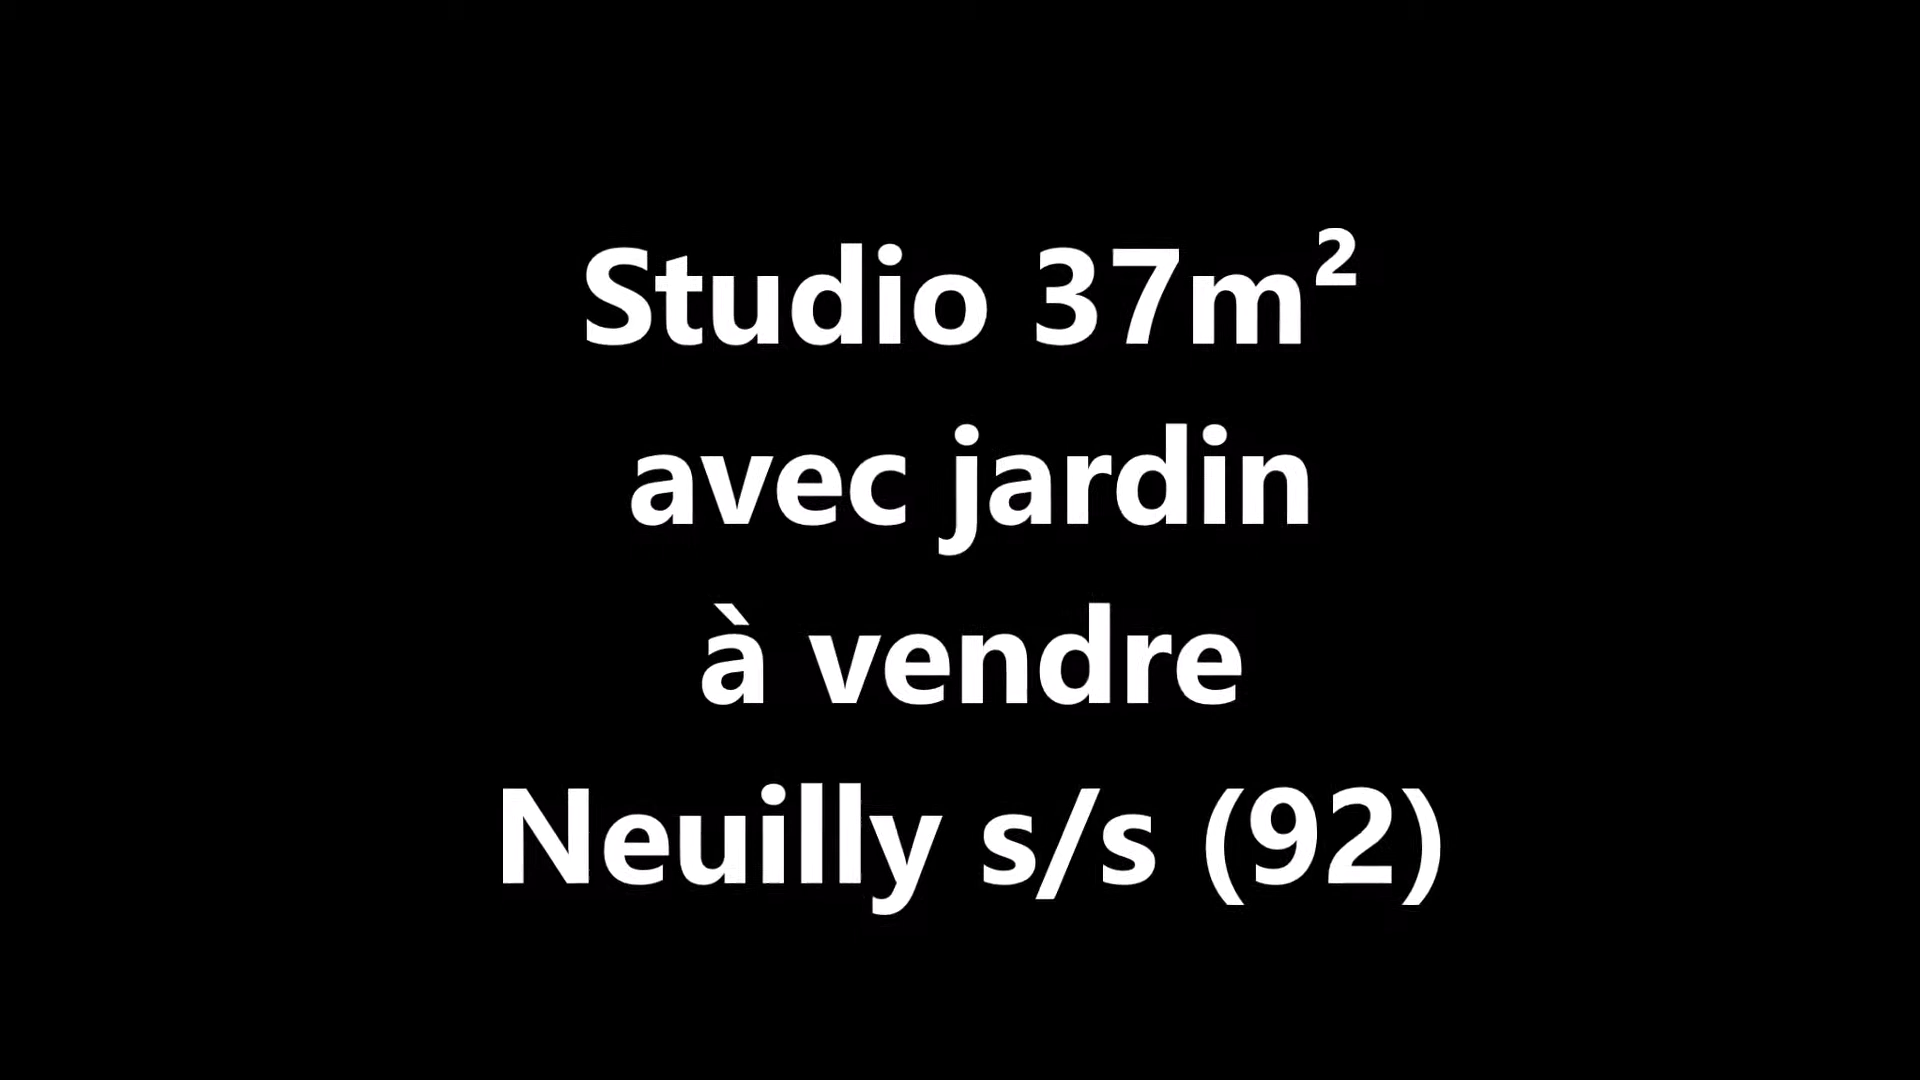 Studio 37m²
avec jardin
à vendre
Neuilly s/s (92)